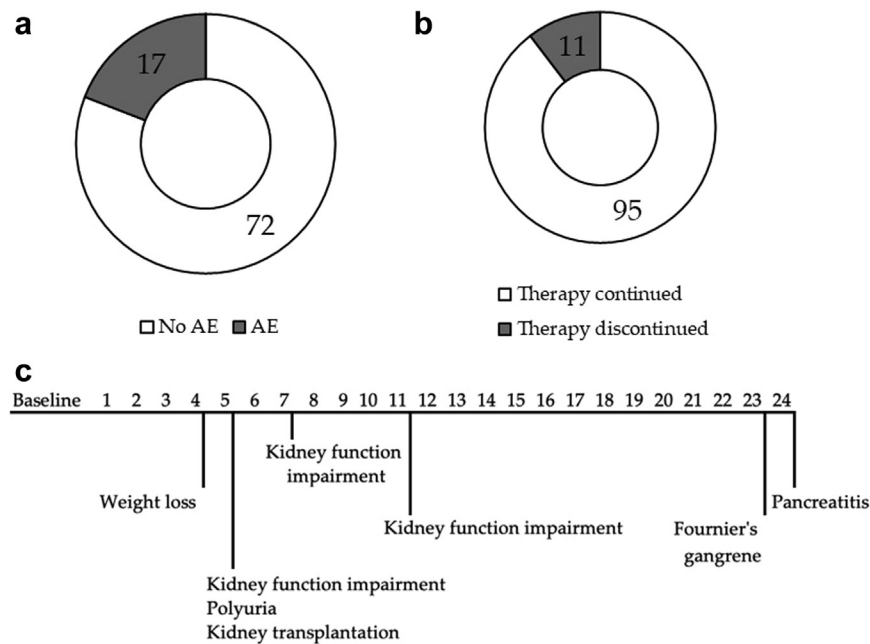 a
17
72
No AE AE
b
11
95
Therapy continued
Therapy discontinued
c
Baseline 1 2 3 4 5 6 7 8 9 10 11 12 13 14 15 16 17 18 19 20 21 22 23 24
Kidney function
impairment
Weight loss
Pancreatitis
Kidney function impairment
Fournier's
gangrene
Kidney function impairment
Polyuria
Kidney transplantation